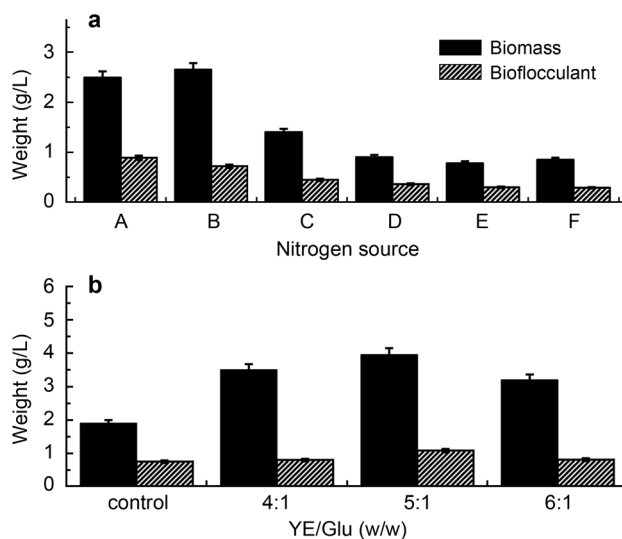 a
Biomass
Bioflocculant
Weight (g/L)
3
2
1
0
A B C D E F
Nitrogen source
b
Weight (g/L)
6
5
4
3
2
1
0
control 4:1 5:1 6:1
YE/Glu (w/w)